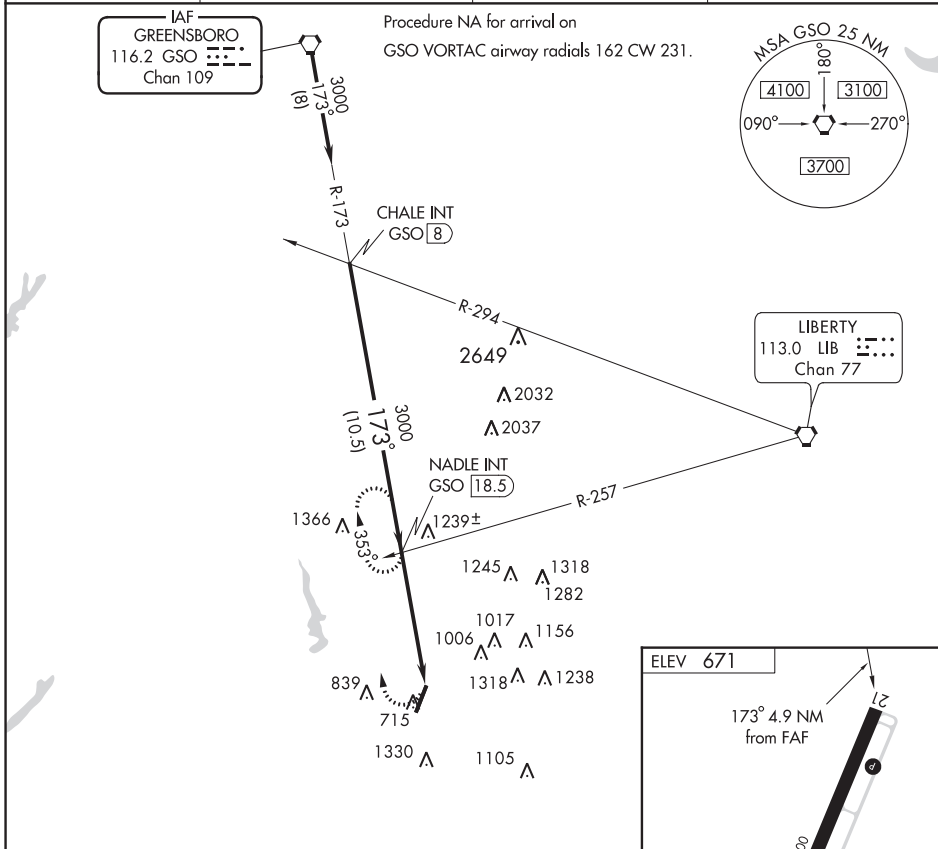 IAF
GREENSBORO
116.2 GSO
Chan 109
Procedure NA for arrival on
GSO VORTAC airway radials 162 CW 231.
MSA GSO 25 NM
180°
4100
3100
090°
270°
3700
3000
173°
(8)
R-173
CHALE INT
GSO 8
R-294
2649
LIBERTY
113.0 LIB
Chan 77
2032
2037
3000
173°
(10.5)
NADLE INT
GSO 18.5
R-257
1366
353°
1239±
1245
1318
1282
1017
1006
1156
1318
1238
839
715
1330
1105
ELEV 671
173° 4.9 NM
from FAF
21
P